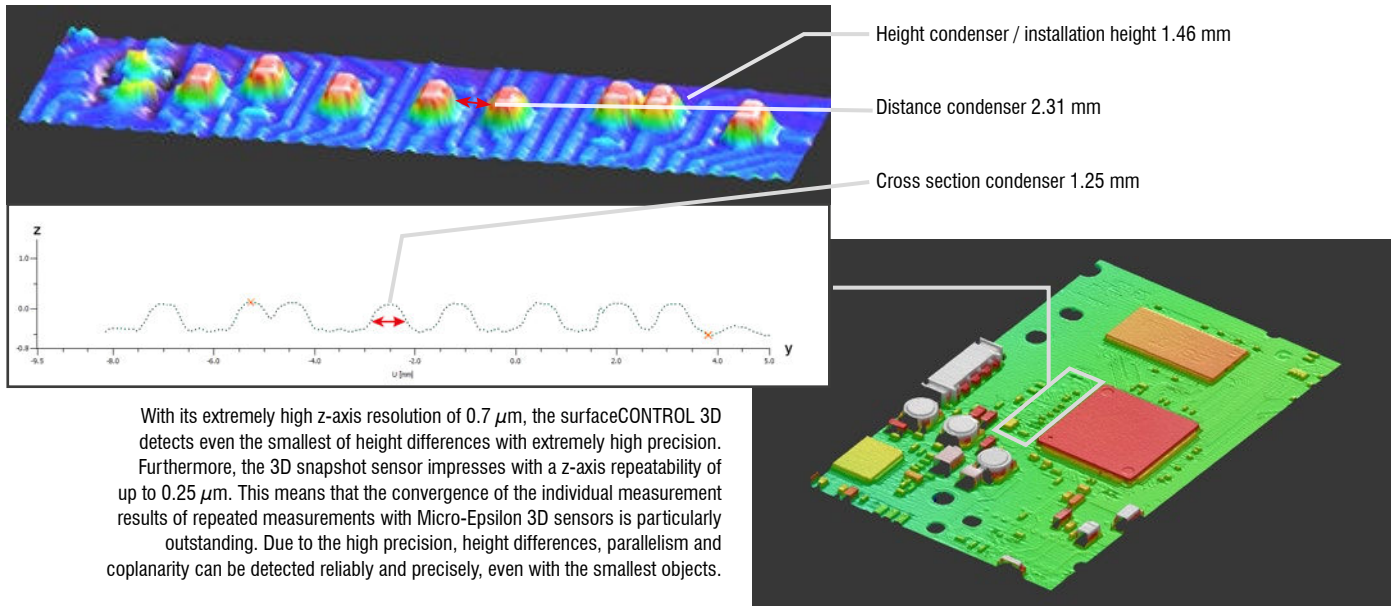 Height condenser / installation height 1.46 mm
Distance condenser 2.31 mm
Cross section condenser 1.25 mm
z
1.0
0.0
-0.8
-9.5 -8.0 -6.0 -4.0 -2.0 0.0 2.0 4.0 5.0
y
U [mm]
With its extremely high z-axis resolution of 0.7 µm, the surfaceCONTROL 3D
detects even the smallest of height differences with extremely high precision.
Furthermore, the 3D snapshot sensor impresses with a z-axis repeatability of
up to 0.25 µm. This means that the convergence of the individual measurement
results of repeated measurements with Micro-Epsilon 3D sensors is particularly
outstanding. Due to the high precision, height differences, parallelism and
coplanarity can be detected reliably and precisely, even with the smallest objects.